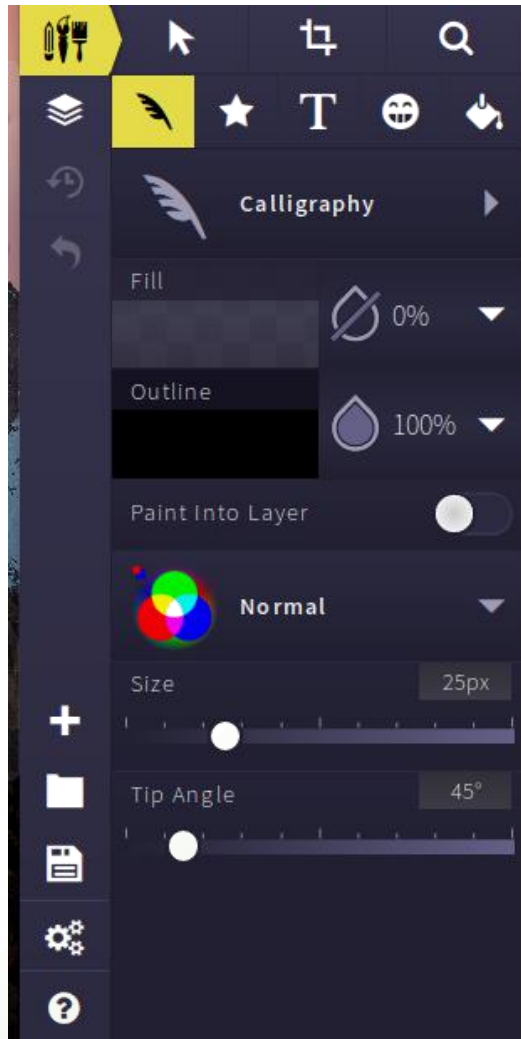 T
Calligraphy
Fill
0%
Outline
100%
Paint Into Layer
Normal
Size
25px
Tip Angle
45°
?